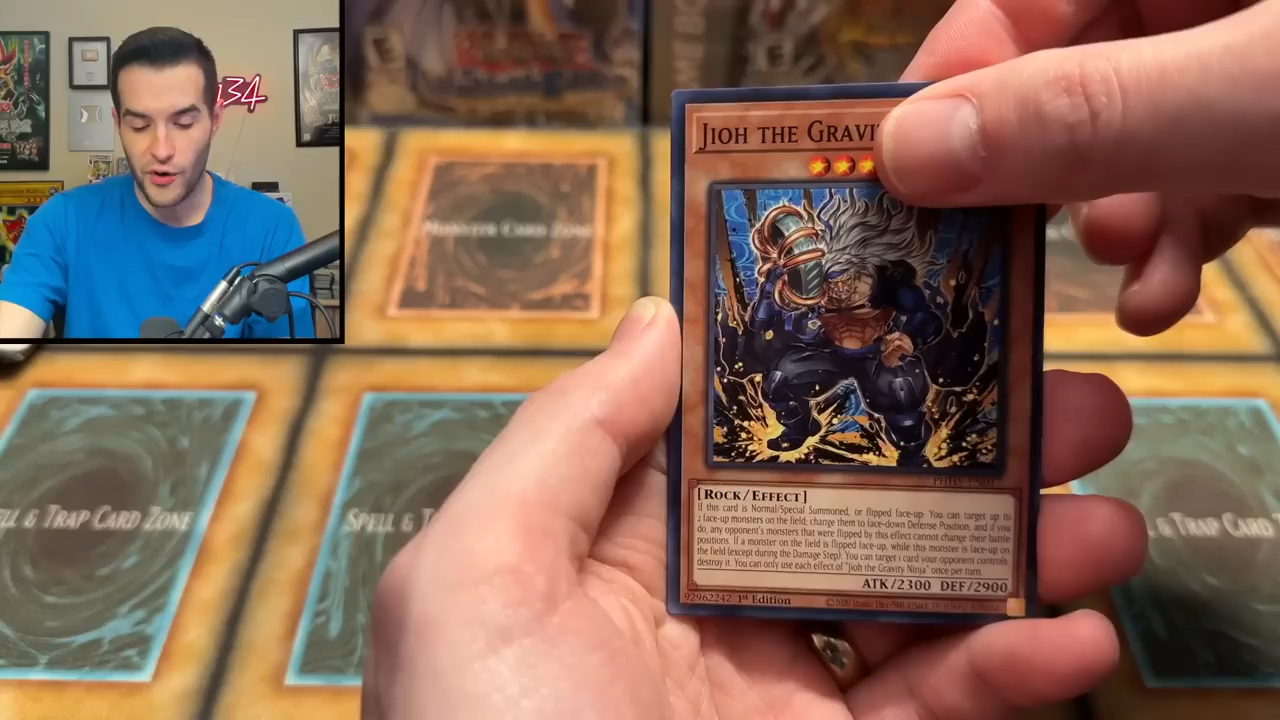 134
JIOH THE GRAVI
MONSTER CARD ZONE
[ROCK/EFFECT]
If this card is Normal/Special Summoned, or flipped face-up: You can target up to
2 face-up monsters on the field; change them to face-down Defense Position, and if you
do, any opponent's monsters that were flipped by this effect cannot change their battle
positions. If a monster on the field is flipped face-up, while this monster is face-up on
the field (except during the Damage Step): You can target 1 card your opponent controls;
destroy it. You can only use each effect of "Jioh the Gravity Ninja" once per turn.
ATK/2300 DEF/2900
92962242 1st Edition
LL & TRAP CARD ZONE
SPELL & T
& TRAP CARD